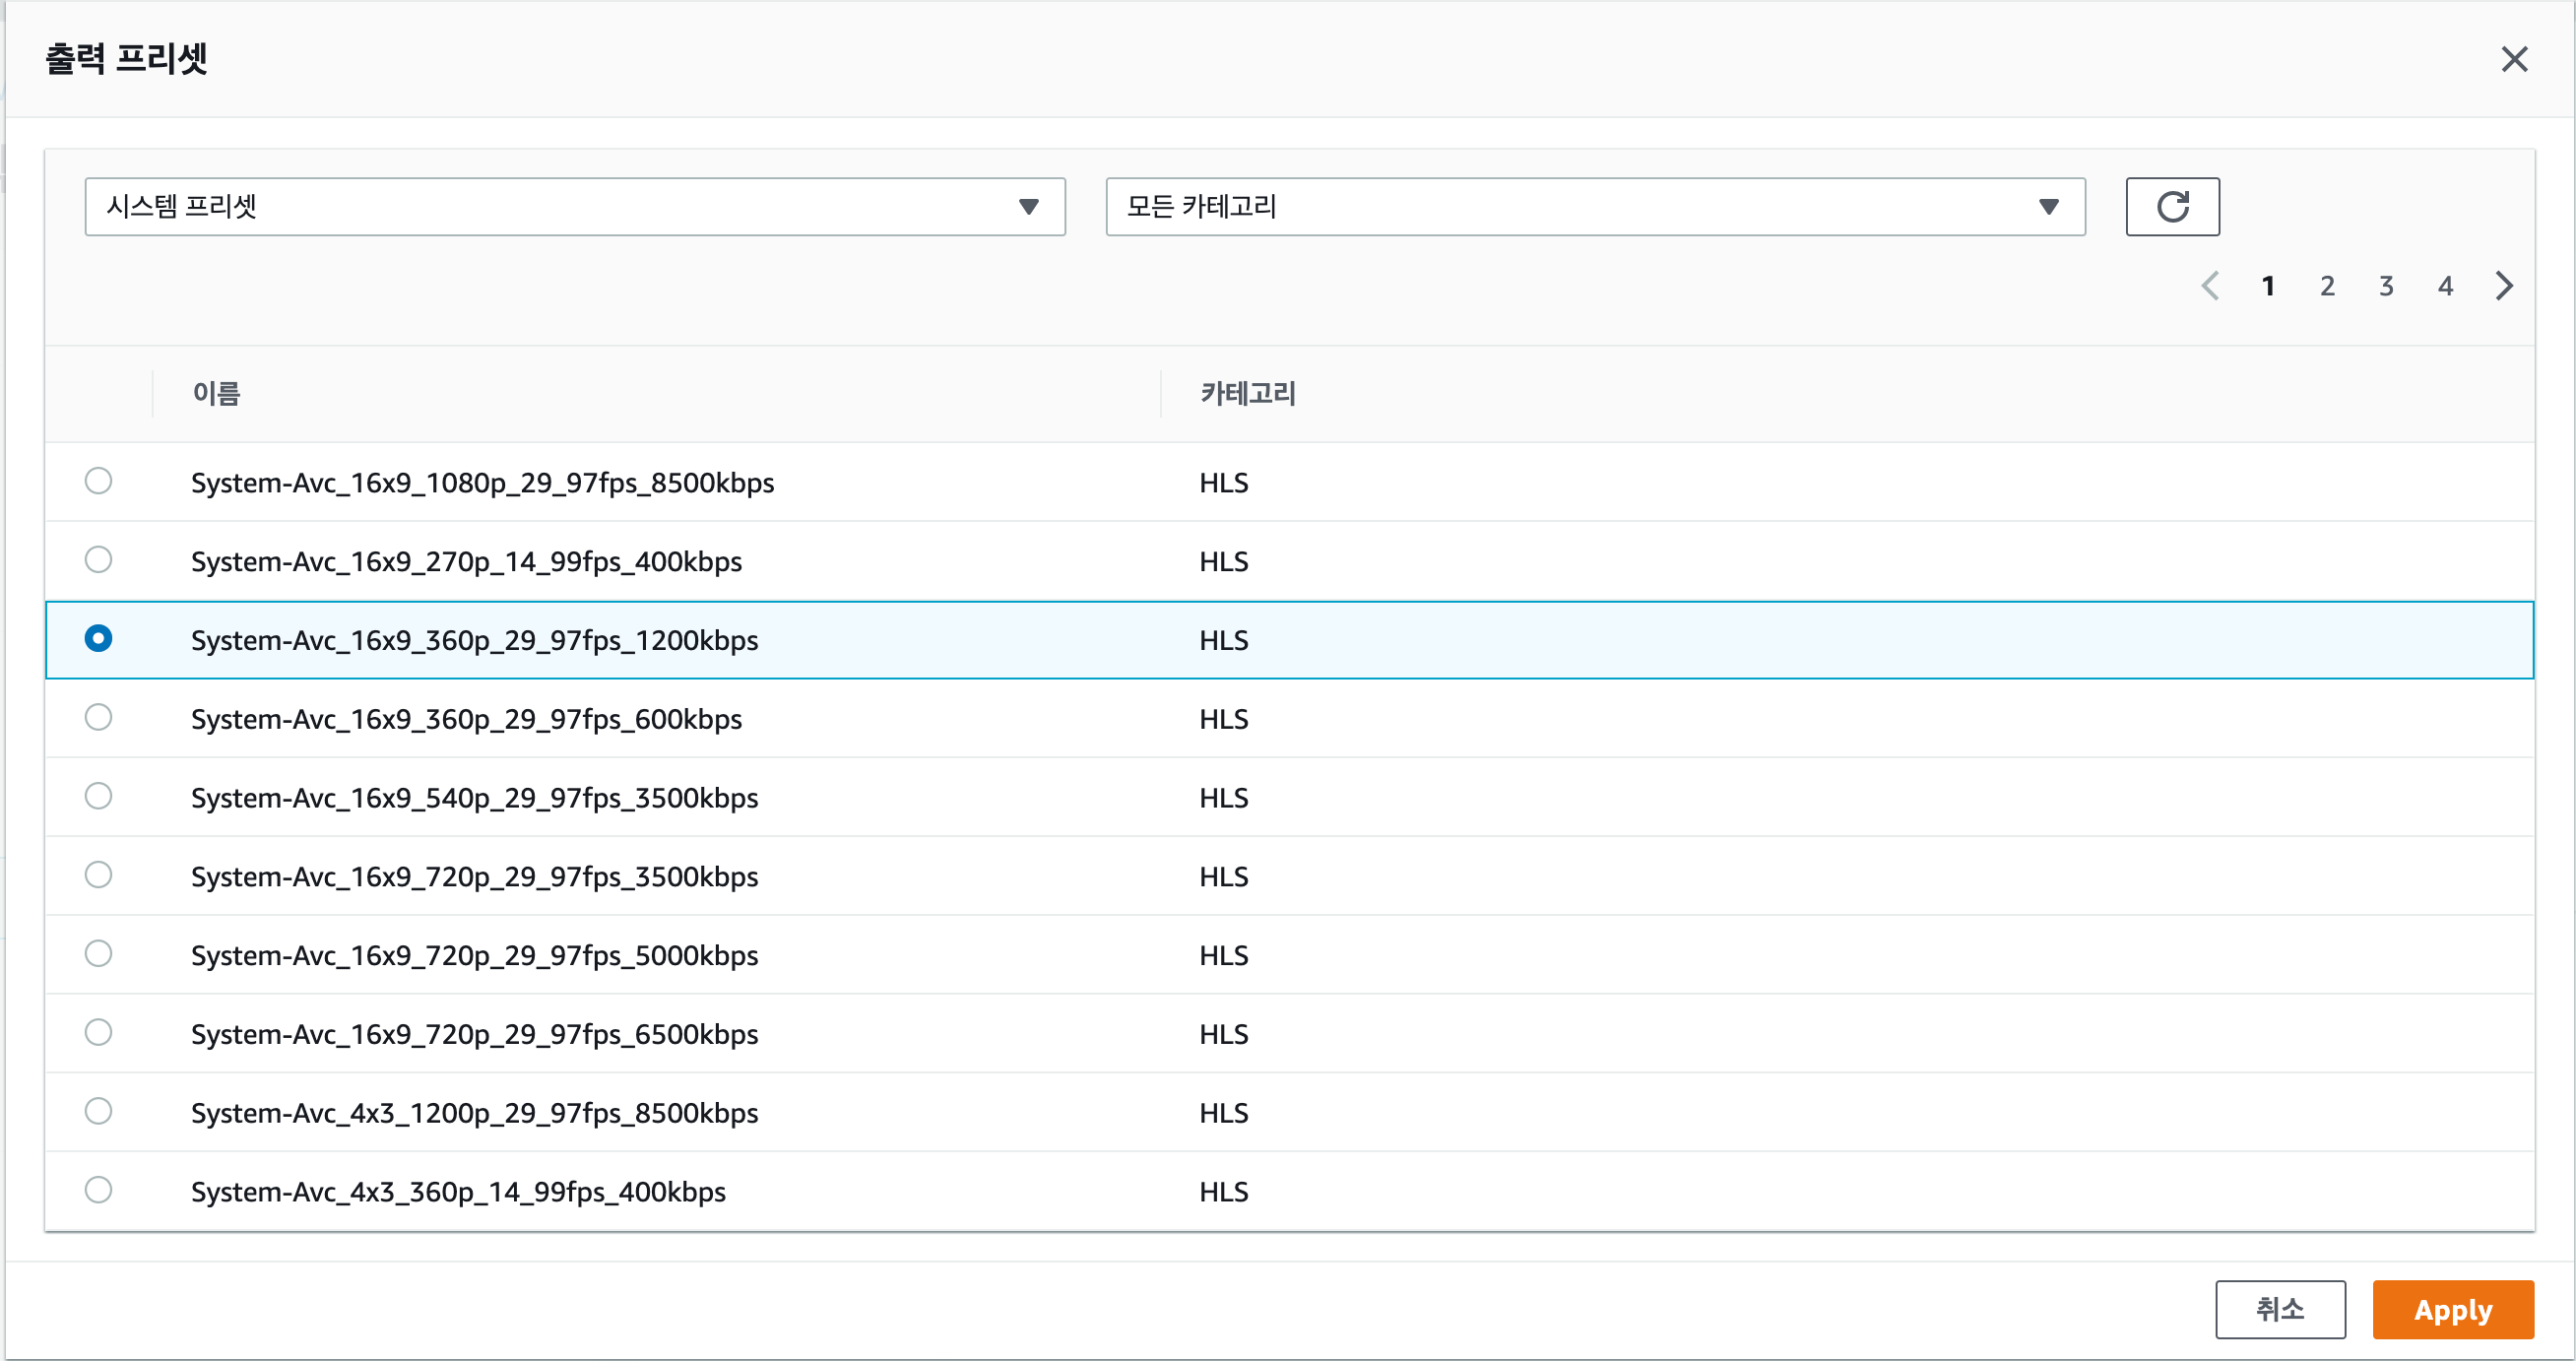 출력 프리셋
시스템 프리셋 모든 카테고리
1 2 3 4
이름 카테고리
System-Avc_16x9_1080p_29_97fps_8500kbps HLS
System-Avc_16x9_270p_14_99fps_400kbps HLS
System-Avc_16x9_360p_29_97fps_1200kbps HLS
System-Avc_16x9_360p_29_97fps_600kbps HLS
System-Avc_16x9_540p_29_97fps_3500kbps HLS
System-Avc_16x9_720p_29_97fps_3500kbps HLS
System-Avc_16x9_720p_29_97fps_5000kbps HLS
System-Avc_16x9_720p_29_97fps_6500kbps HLS
System-Avc_4x3_1200p_29_97fps_8500kbps HLS
System-Avc_4x3_360p_14_99fps_400kbps HLS
취소 Apply